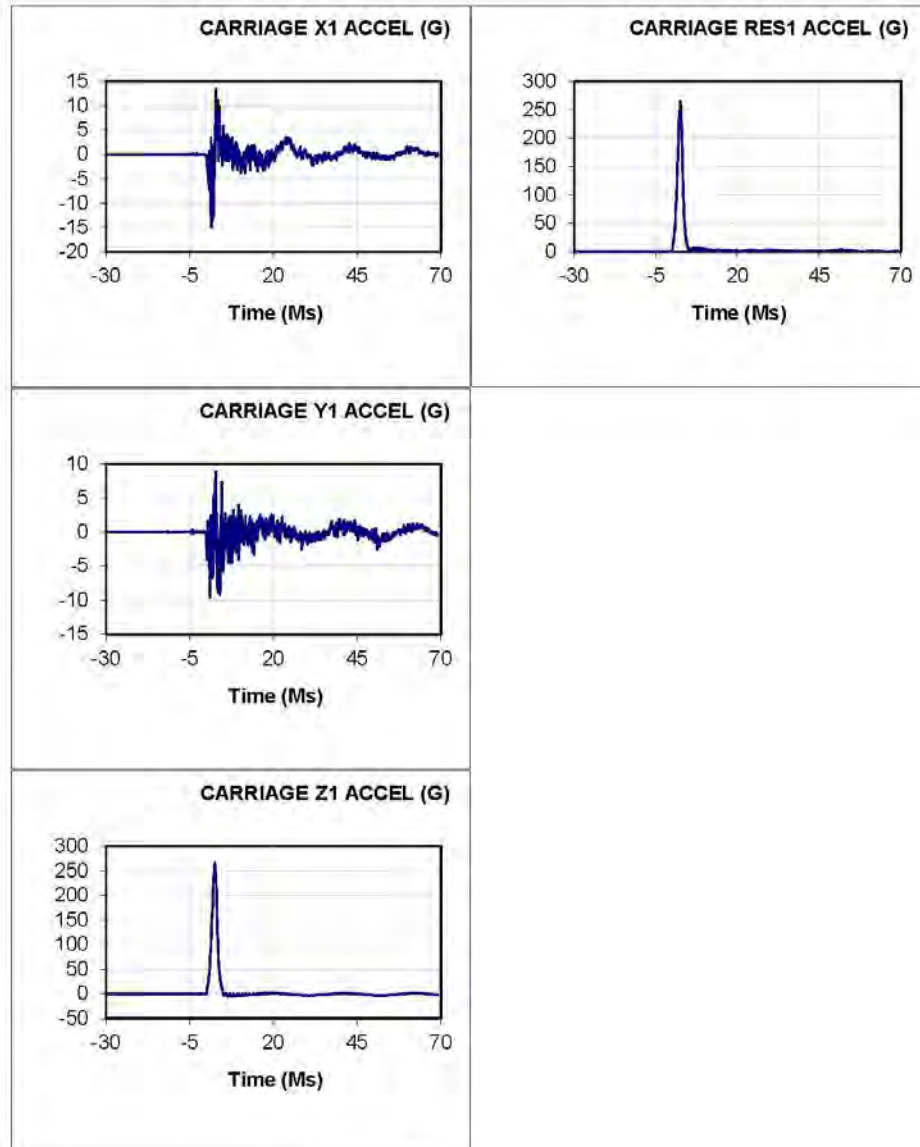 CARRIAGE X1 ACCEL (G)
15
10
5
0
-5
-10
-15
-20
-30 -5 20 45 70
Time (Ms)
CARRIAGE RES1 ACCEL (G)
300
250
200
150
100
50
0
-30 -5 20 45 70
Time (Ms)
CARRIAGE Y1 ACCEL (G)
10
5
0
-5
-10
-15
-30 -5 20 45 70
Time (Ms)
CARRIAGE Z1 ACCEL (G)
300
250
200
150
100
50
0
-50
-30 -5 20 45 70
Time (Ms)